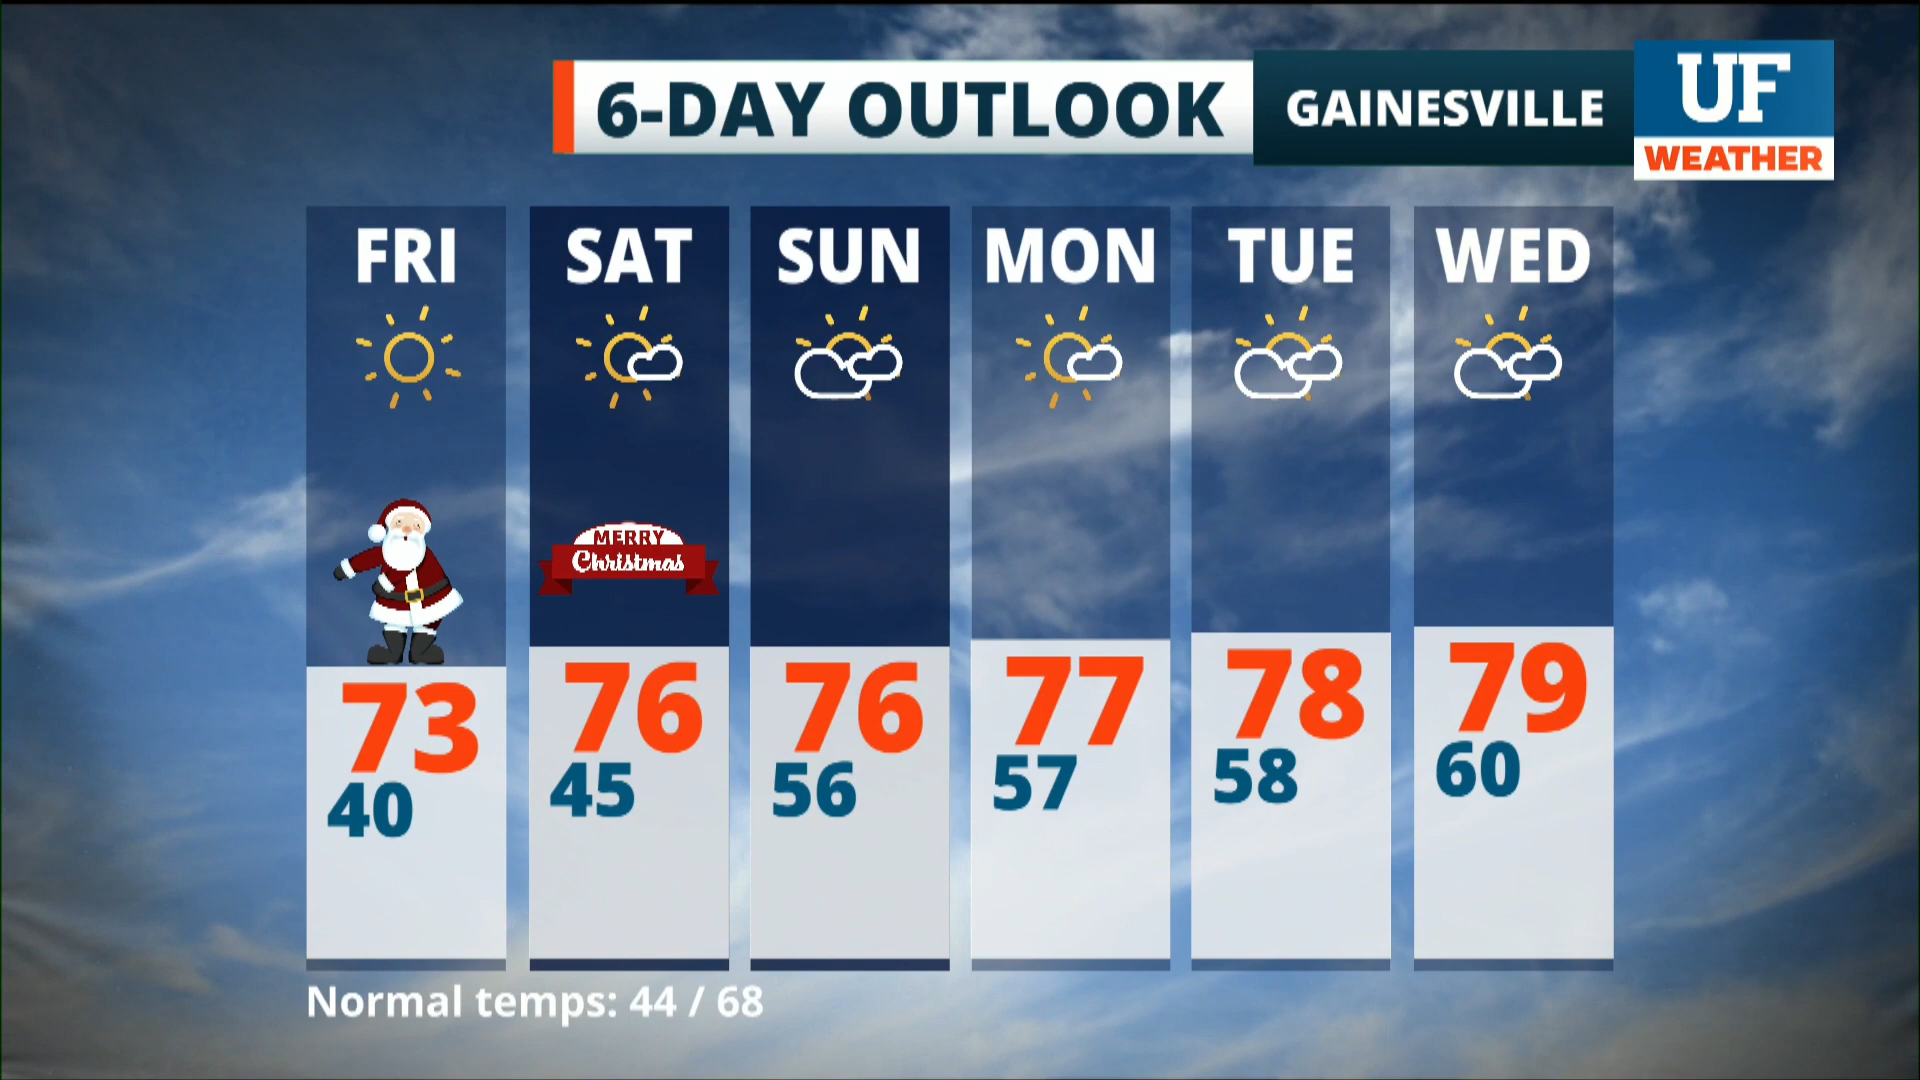 6-DAY OUTLOOK GAINESVILLE UF
WEATHER
FRI SAT SUN MON TUE WED
MERRY
Christmas
73 76 76 77 78 79
40 45 56 57 58 60
Normal temps: 44 / 68